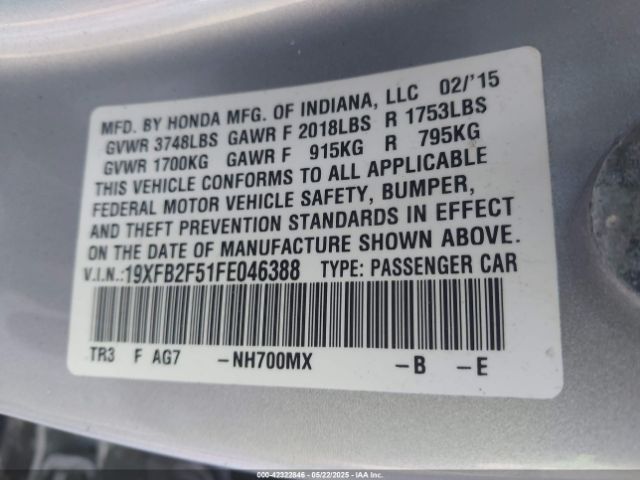 MFD. BY HONDA MFG. OF INDIANA, LLC 02/'15
GVWR 3748LBS GAWR F 2018LBS R 1753LBS
GVWR 1700KG GAWR F 915KG R 795KG
THIS VEHICLE CONFORMS TO ALL APPLICABLE
FEDERAL MOTOR VEHICLE SAFETY, BUMPER,
AND THEFT PREVENTION STANDARDS IN EFFECT
ON THE DATE OF MANUFACTURE SHOWN ABOVE.
V.I.N.:19XFB2F51FE046388 TYPE: PASSENGER CAR
TR3 F AG7 -NH700MX -B -E
000-42322846 - 05/22/2025 - IAA Inc.